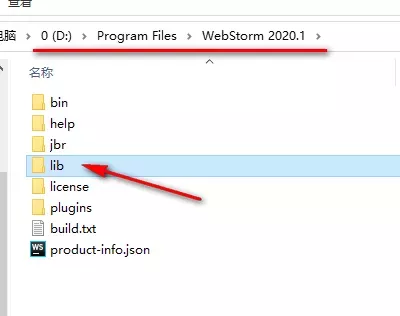 查看
电脑 > 0 (D:) > Program Files > WebStorm 2020.1 >
名称
bin
help
jbr
lib
license
plugins
build.txt
WS product-info.json